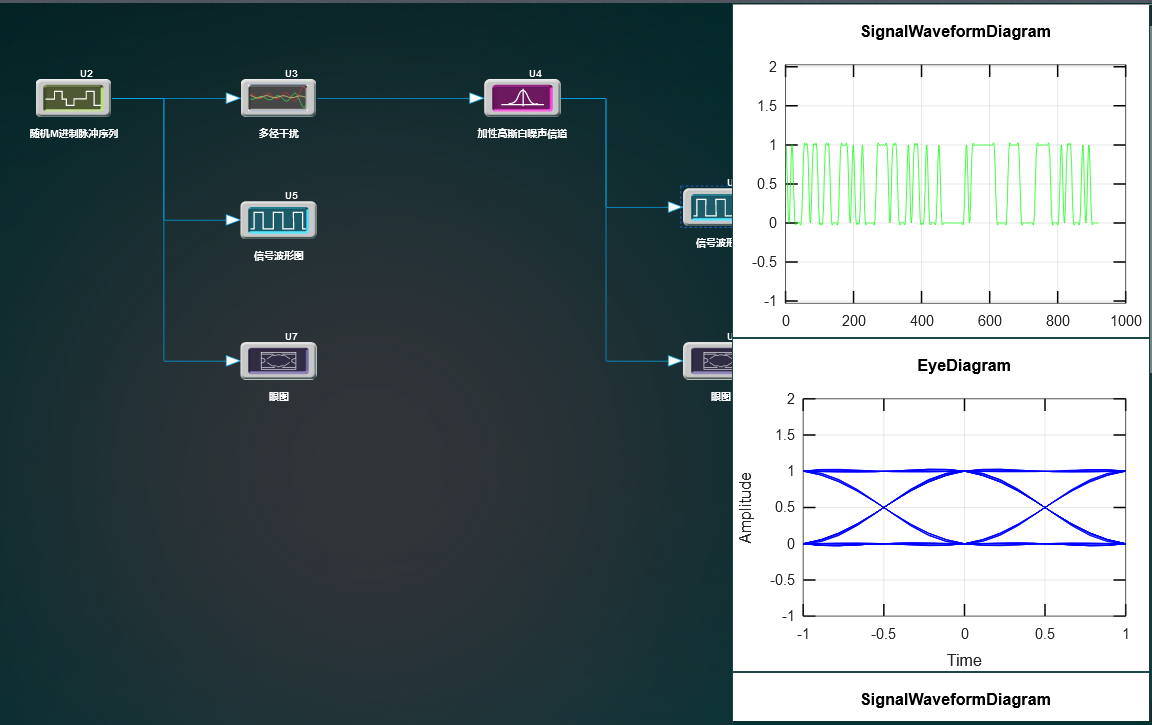 U2
随机M进制脉冲序列
U3
多径干扰
U4
加性高斯白噪声信道
U5
信号波形图
信号波形
U7
眼图
眼图
SignalWaveformDiagram
2
1.5
1
0.5
0
-0.5
-1
0 200 400 600 800 1000
EyeDiagram
Amplitude
2
1.5
1
0.5
0
-0.5
-1
-1 -0.5 0 0.5 1
Time
SignalWaveformDiagram